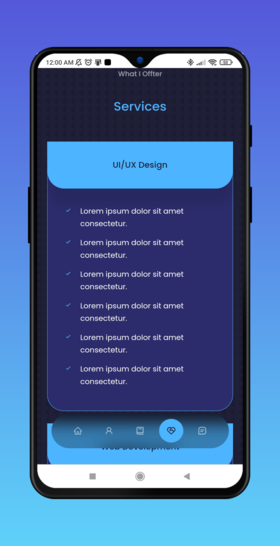 12:00 AM
What I Offter
Services
UI/UX Design
Lorem ipsum dolor sit amet
consectetur.
Lorem ipsum dolor sit amet
consectetur.
Lorem ipsum dolor sit amet
consectetur.
Lorem ipsum dolor sit amet
consectetur.
Lorem ipsum dolor sit amet
consectetur.
Lorem ipsum dolor sit amet
consectetur.
Web Development